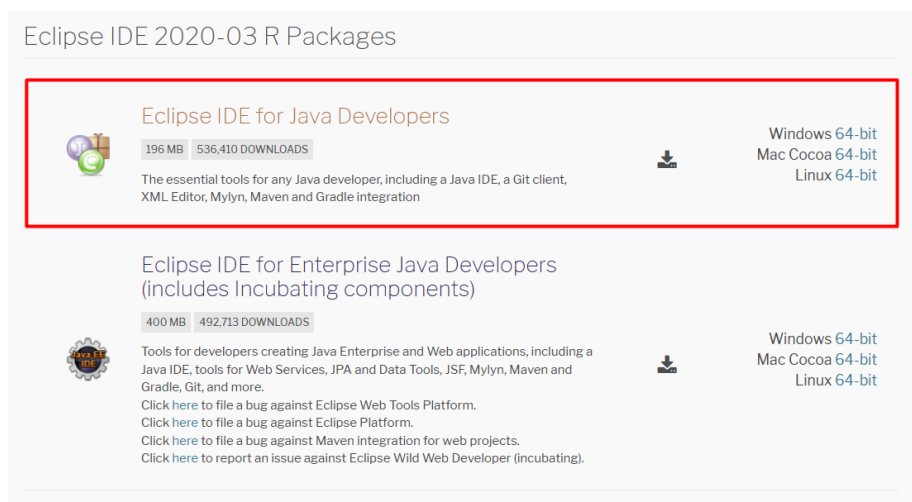 Eclipse IDE 2020-03 R Packages
Eclipse IDE for Java Developers
196 MB 536,410 DOWNLOADS
The essential tools for any Java developer, including a Java IDE, a Git client,
XML Editor, Mylyn, Maven and Gradle integration
Windows 64-bit
Mac Cocoa 64-bit
Linux 64-bit
Eclipse IDE for Enterprise Java Developers
(includes Incubating components)
400 MB 492,713 DOWNLOADS
Java EE
IDE
Tools for developers creating Java Enterprise and Web applications, including a
Java IDE, tools for Web Services, JPA and Data Tools, JSF, Mylyn, Maven and
Gradle, Git, and more.
Click here to file a bug against Eclipse Web Tools Platform.
Click here to file a bug against Eclipse Platform.
Click here to file a bug against Maven integration for web projects.
Click here to report an issue against Eclipse Wild Web Developer (incubating).
Windows 64-bit
Mac Cocoa 64-bit
Linux 64-bit